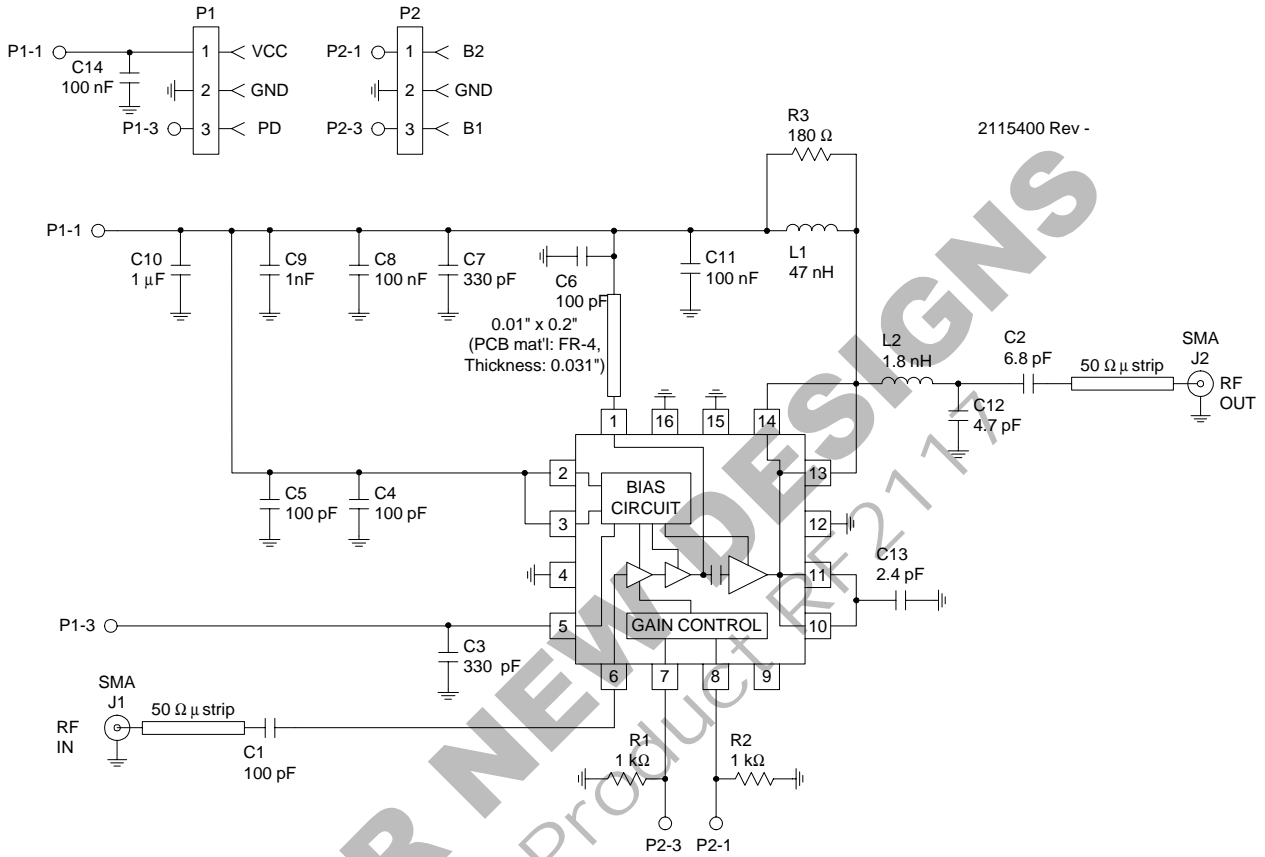 P1
P2
P1-1
1
VCC
C14
100 nF
2
GND
P1-3
3
PD
P2-1
1
B2
2
GND
P2-3
3
B1
R3
180 Ω
2115400 Rev -
P1-1
C10
1 μF
C9
1nF
C8
100 nF
C7
330 pF
C6
100 pF
C11
100 nF
L1
47 nH
0.01" x 0.2"
(PCB mat'l: FR-4,
Thickness: 0.031")
L2
1.8 nH
C2
6.8 pF
50 Ω μ strip
SMA
J2
RF
OUT
C12
4.7 pF
1
16
15
14
2
13
BIAS
CIRCUIT
C5
100 pF
C4
100 pF
3
12
4
11
C13
2.4 pF
P1-3
5
GAIN CONTROL
10
C3
330 pF
6
7
8
9
SMA
J1
RF
IN
50 Ω μ strip
C1
100 pF
R1
1 kΩ
R2
1 kΩ
P2-3
P2-1
R NEW DESIGNS
Product RF2117